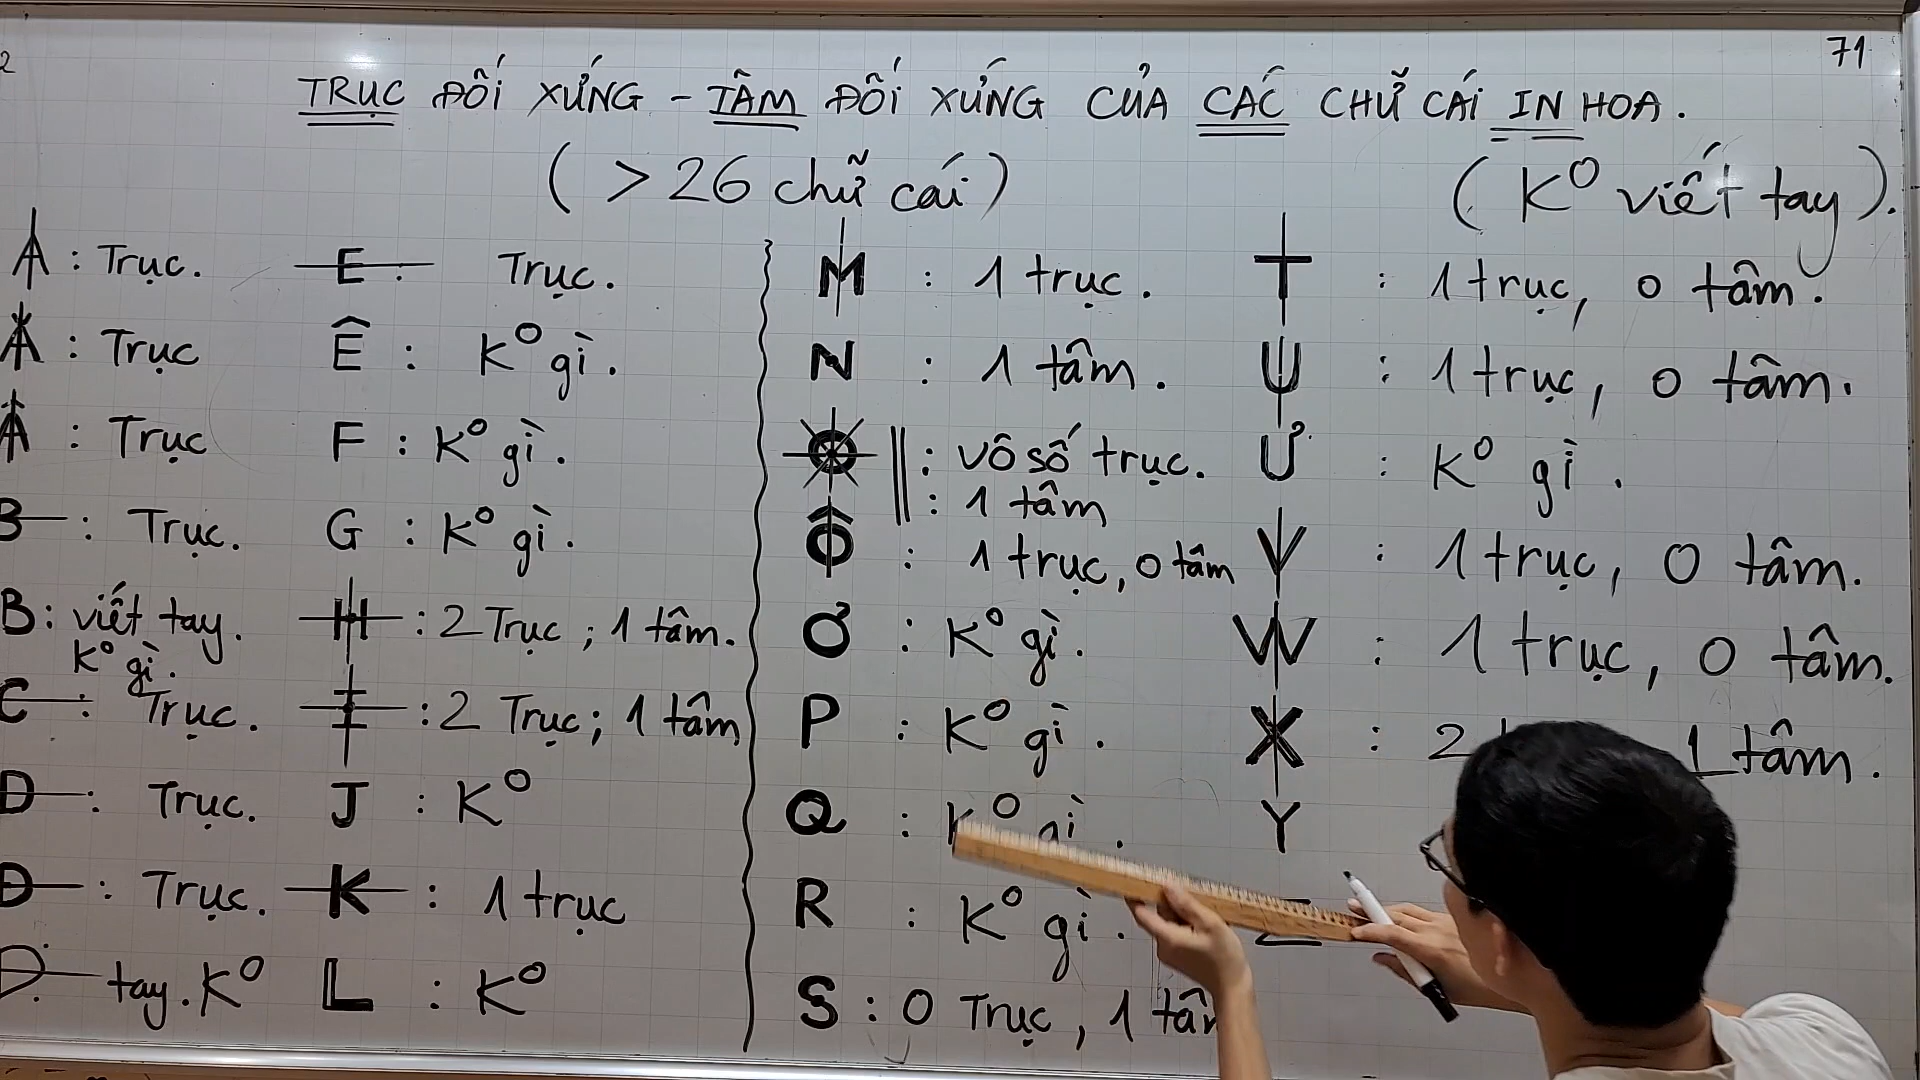 2
71
TRỤC ĐỐI XỨNG - TÂM ĐỐI XỨNG CỦA CÁC CHỮ CÁI IN HOA.
( > 26 chữ cái )
( K⁰ viết tay ).
A : Trục.
Ă : Trục
Â : Trục
B : Trục.
B : viết tay.
K⁰ gì.
C : Trục.
D : Trục.
Đ : Trục.
D. tay. K⁰
E : Trục.
Ê : K⁰ gì.
F : K⁰ gì.
G : K⁰ gì.
H : 2 Trục ; 1 tâm.
I : 2 Trục; 1 tâm
J : K⁰
K : 1 trục
L : K⁰
M : 1 trục.
N : 1 tâm.
O : vô số trục.
: 1 tâm
Ô : 1 trục, 0 tâm
Ơ : K⁰ gì.
P : K⁰ gì.
Q : K⁰ gì.
R : K⁰ gì.
S : 0 Trục, 1 tâm
T : 1 trục, 0 tâm.
U : 1 trục, 0 tâm.
Ư : K⁰ gì.
V : 1 trục, 0 tâm.
W : 1 trục, 0 tâm.
X : 2 1 tâm.
Y